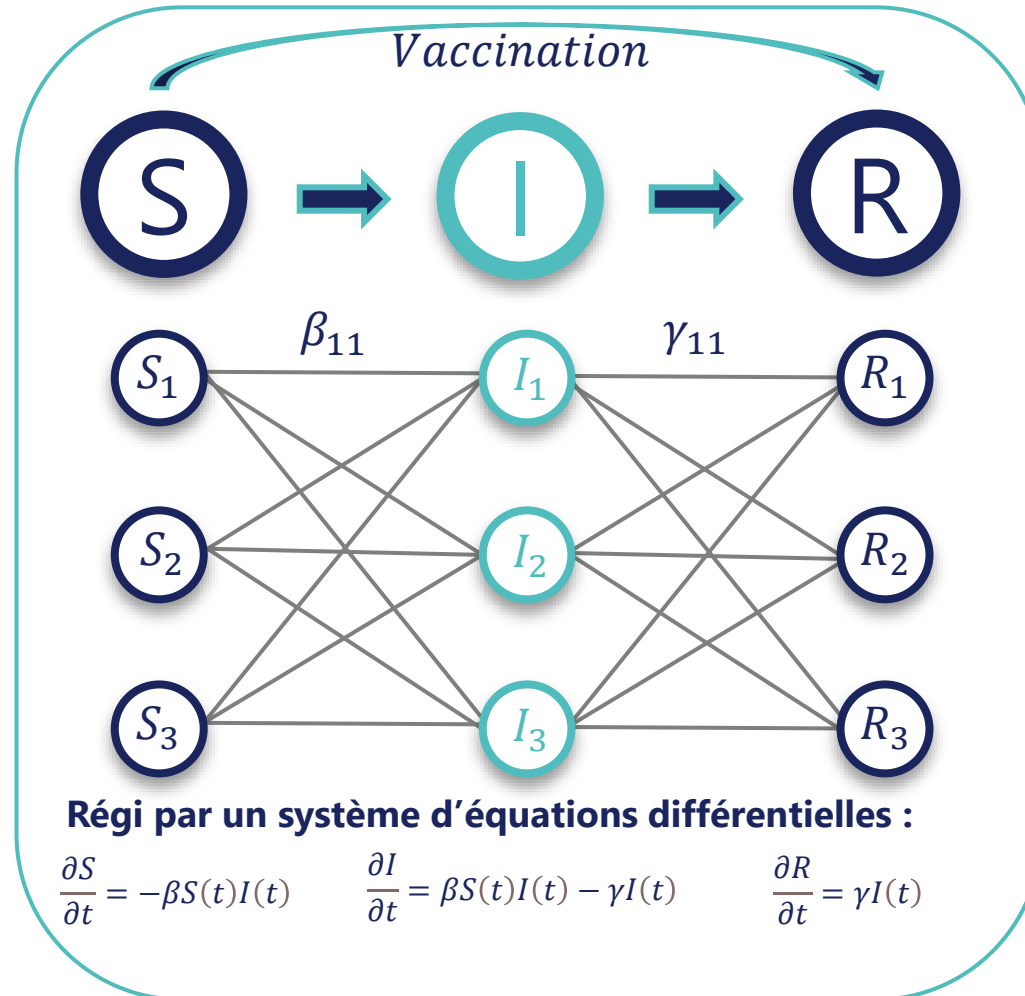 Vaccination
S I R
β₁₁ γ₁₁
S₁ I₁ R₁
S₂ I₂ R₂
S₃ I₃ R₃
Régi par un système d’équations différentielles :
∂S/∂t = −βS(t)I(t) ∂I/∂t = βS(t)I(t) − γI(t) ∂R/∂t = γI(t)